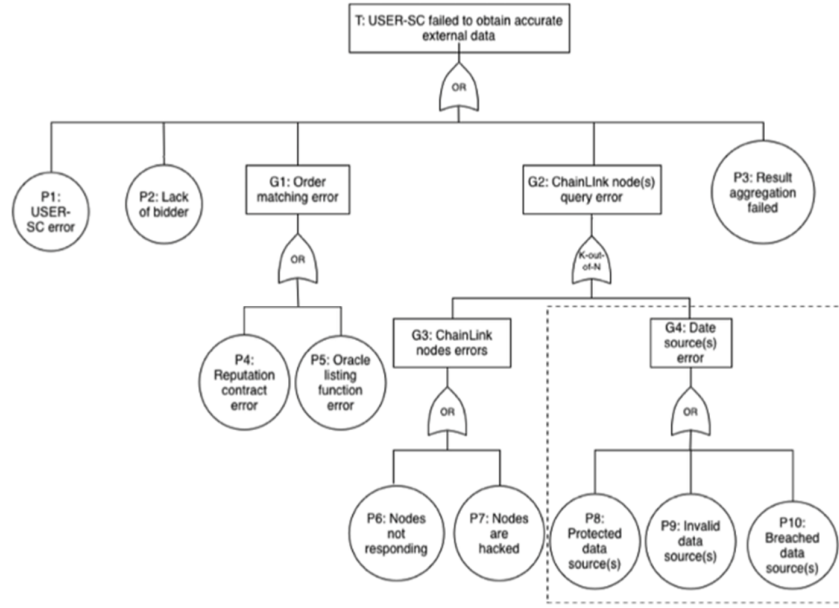 T: USER-SC failed to obtain accurate
external data
OR
P1:
USER-
SC error
P2: Lack
of bidder
G1: Order
matching error
G2: ChainLInk node(s)
query error
P3: Result
aggregation
failed
OR
K-out-
of-N
G3: ChainLink
nodes errors
G4: Date
source(s)
error
P4:
Reputation
contract
error
P5: Oracle
listing
function
error
OR
OR
P6: Nodes
not
responding
P7: Nodes
are
hacked
P8:
Protected
data
source(s)
P9: Invalid
data
source(s)
P10:
Breached
data
source(s)